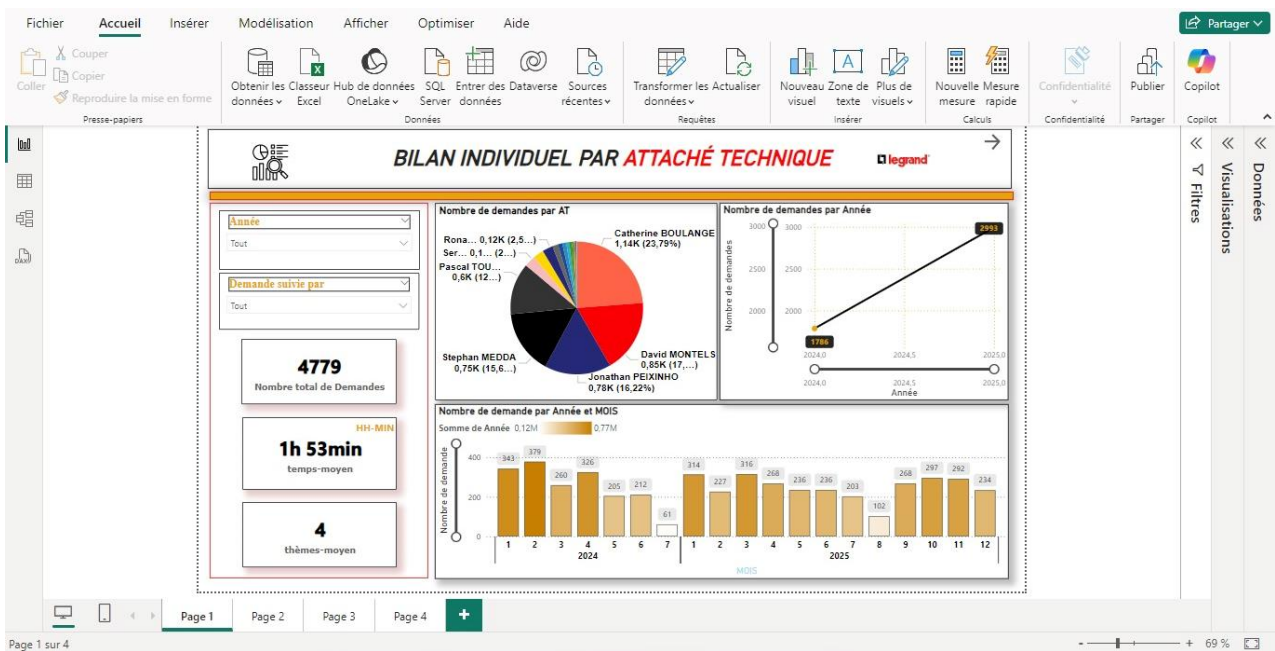 Fichier Accueil Insérer Modélisation Afficher Optimiser Aide Partager
Coller
Couper
Copier
Reproduire la mise en forme
Presse-papiers
Obtenir les données
Classeur Excel
Hub de données OneLake
SQL Server
Entrer des données
Dataverse
Sources récentes
Données
Transformer les données
Actualiser
Requêtes
Nouveau visuel
Zone de texte
Plus de visuels
Insérer
Nouvelle mesure
Mesure rapide
Calculs
Confidentialité
Confidentialité
Publier
Partager
Copilot
Copilot
BILAN INDIVIDUEL PAR ATTACHÉ TECHNIQUE
legrand
Filtres
Visualisations
Données
Année
Tout
Demande suivie par
Tout
4779
Nombre total de Demandes
HH-MIN
1h 53min
temps-moyen
4
thèmes-moyen
Nombre de demandes par AT
Catherine BOULANGE
1,14K (23,79%)
David MONTELS
0,85K (17,...)
Jonathan PEIXINHO
0,78K (16,22%)
Stephan MEDDA
0,75K (15,6...)
Pascal TOU...
0,6K (12...)
Ser... 0,1... (2...)
Rona... 0,12K (2,5...)
Nombre de demandes par Année
Nombre de demandes
3000 3000
2500 2500
2000 2000
2993
1786
2024,0 2024,5 2025,0
2024,0 2024,5 2025,0
Année
Nombre de demande par Année et MOIS
Somme de Année 0,12M 0,77M
Nombre de demande
400
200
0
343 379 260 326 205 212 61 314 227 316 268 236 236 203 102 268 297 292 234
1 2 3 4 5 6 7 1 2 3 4 5 6 7 8 9 10 11 12
2024 2025
MOIS
Page 1 Page 2 Page 3 Page 4 +
Page 1 sur 4
- + 69 %